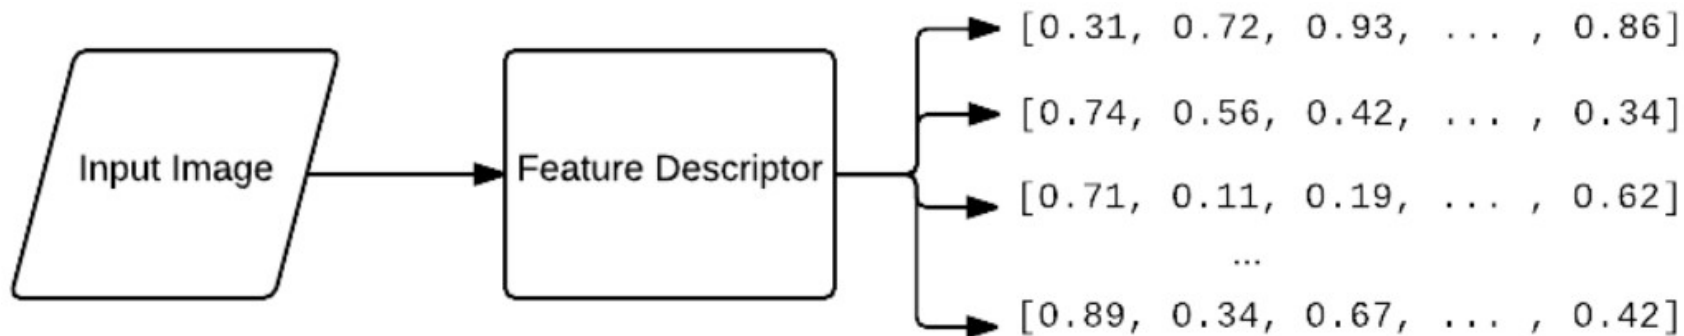 [0.31, 0.72, 0.93, ... , 0.86]
[0.74, 0.56, 0.42, ... , 0.34]
Input Image
Feature Descriptor
[0.71, 0.11, 0.19, ... , 0.62]
...
[0.89, 0.34, 0.67, ... , 0.42]